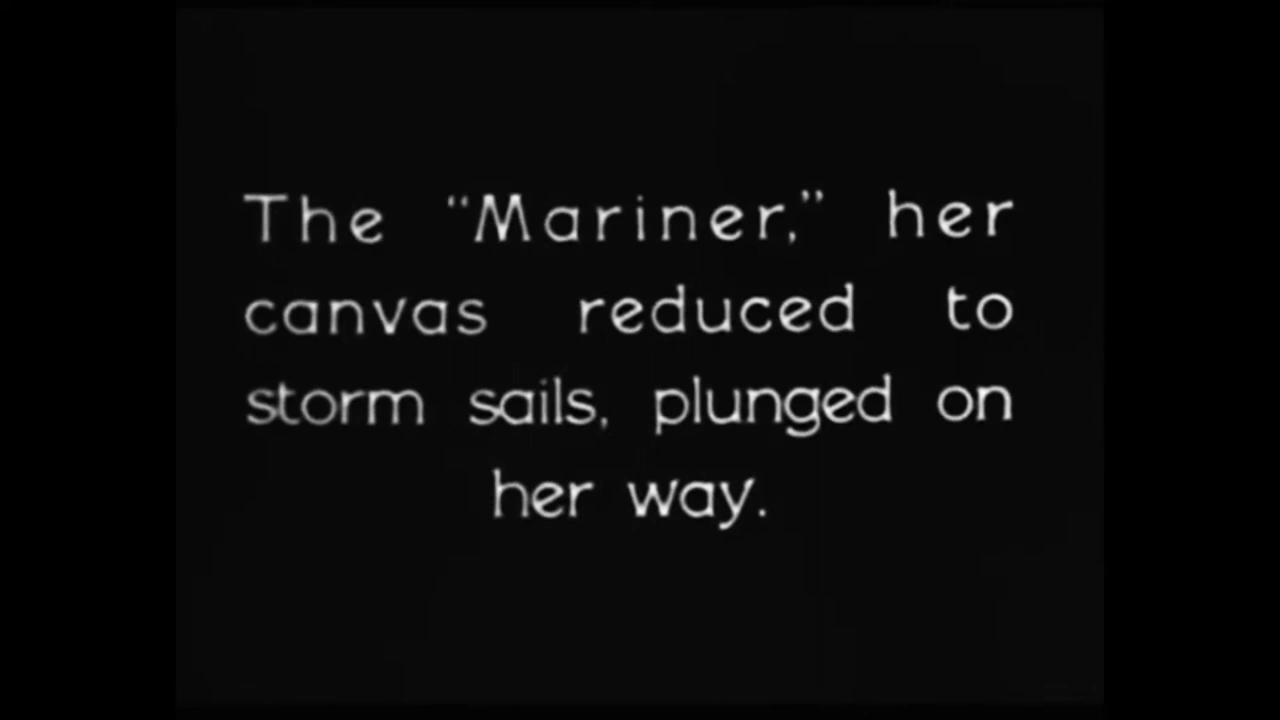 The “Mariner,” her
canvas reduced to
storm sails, plunged on
her way.